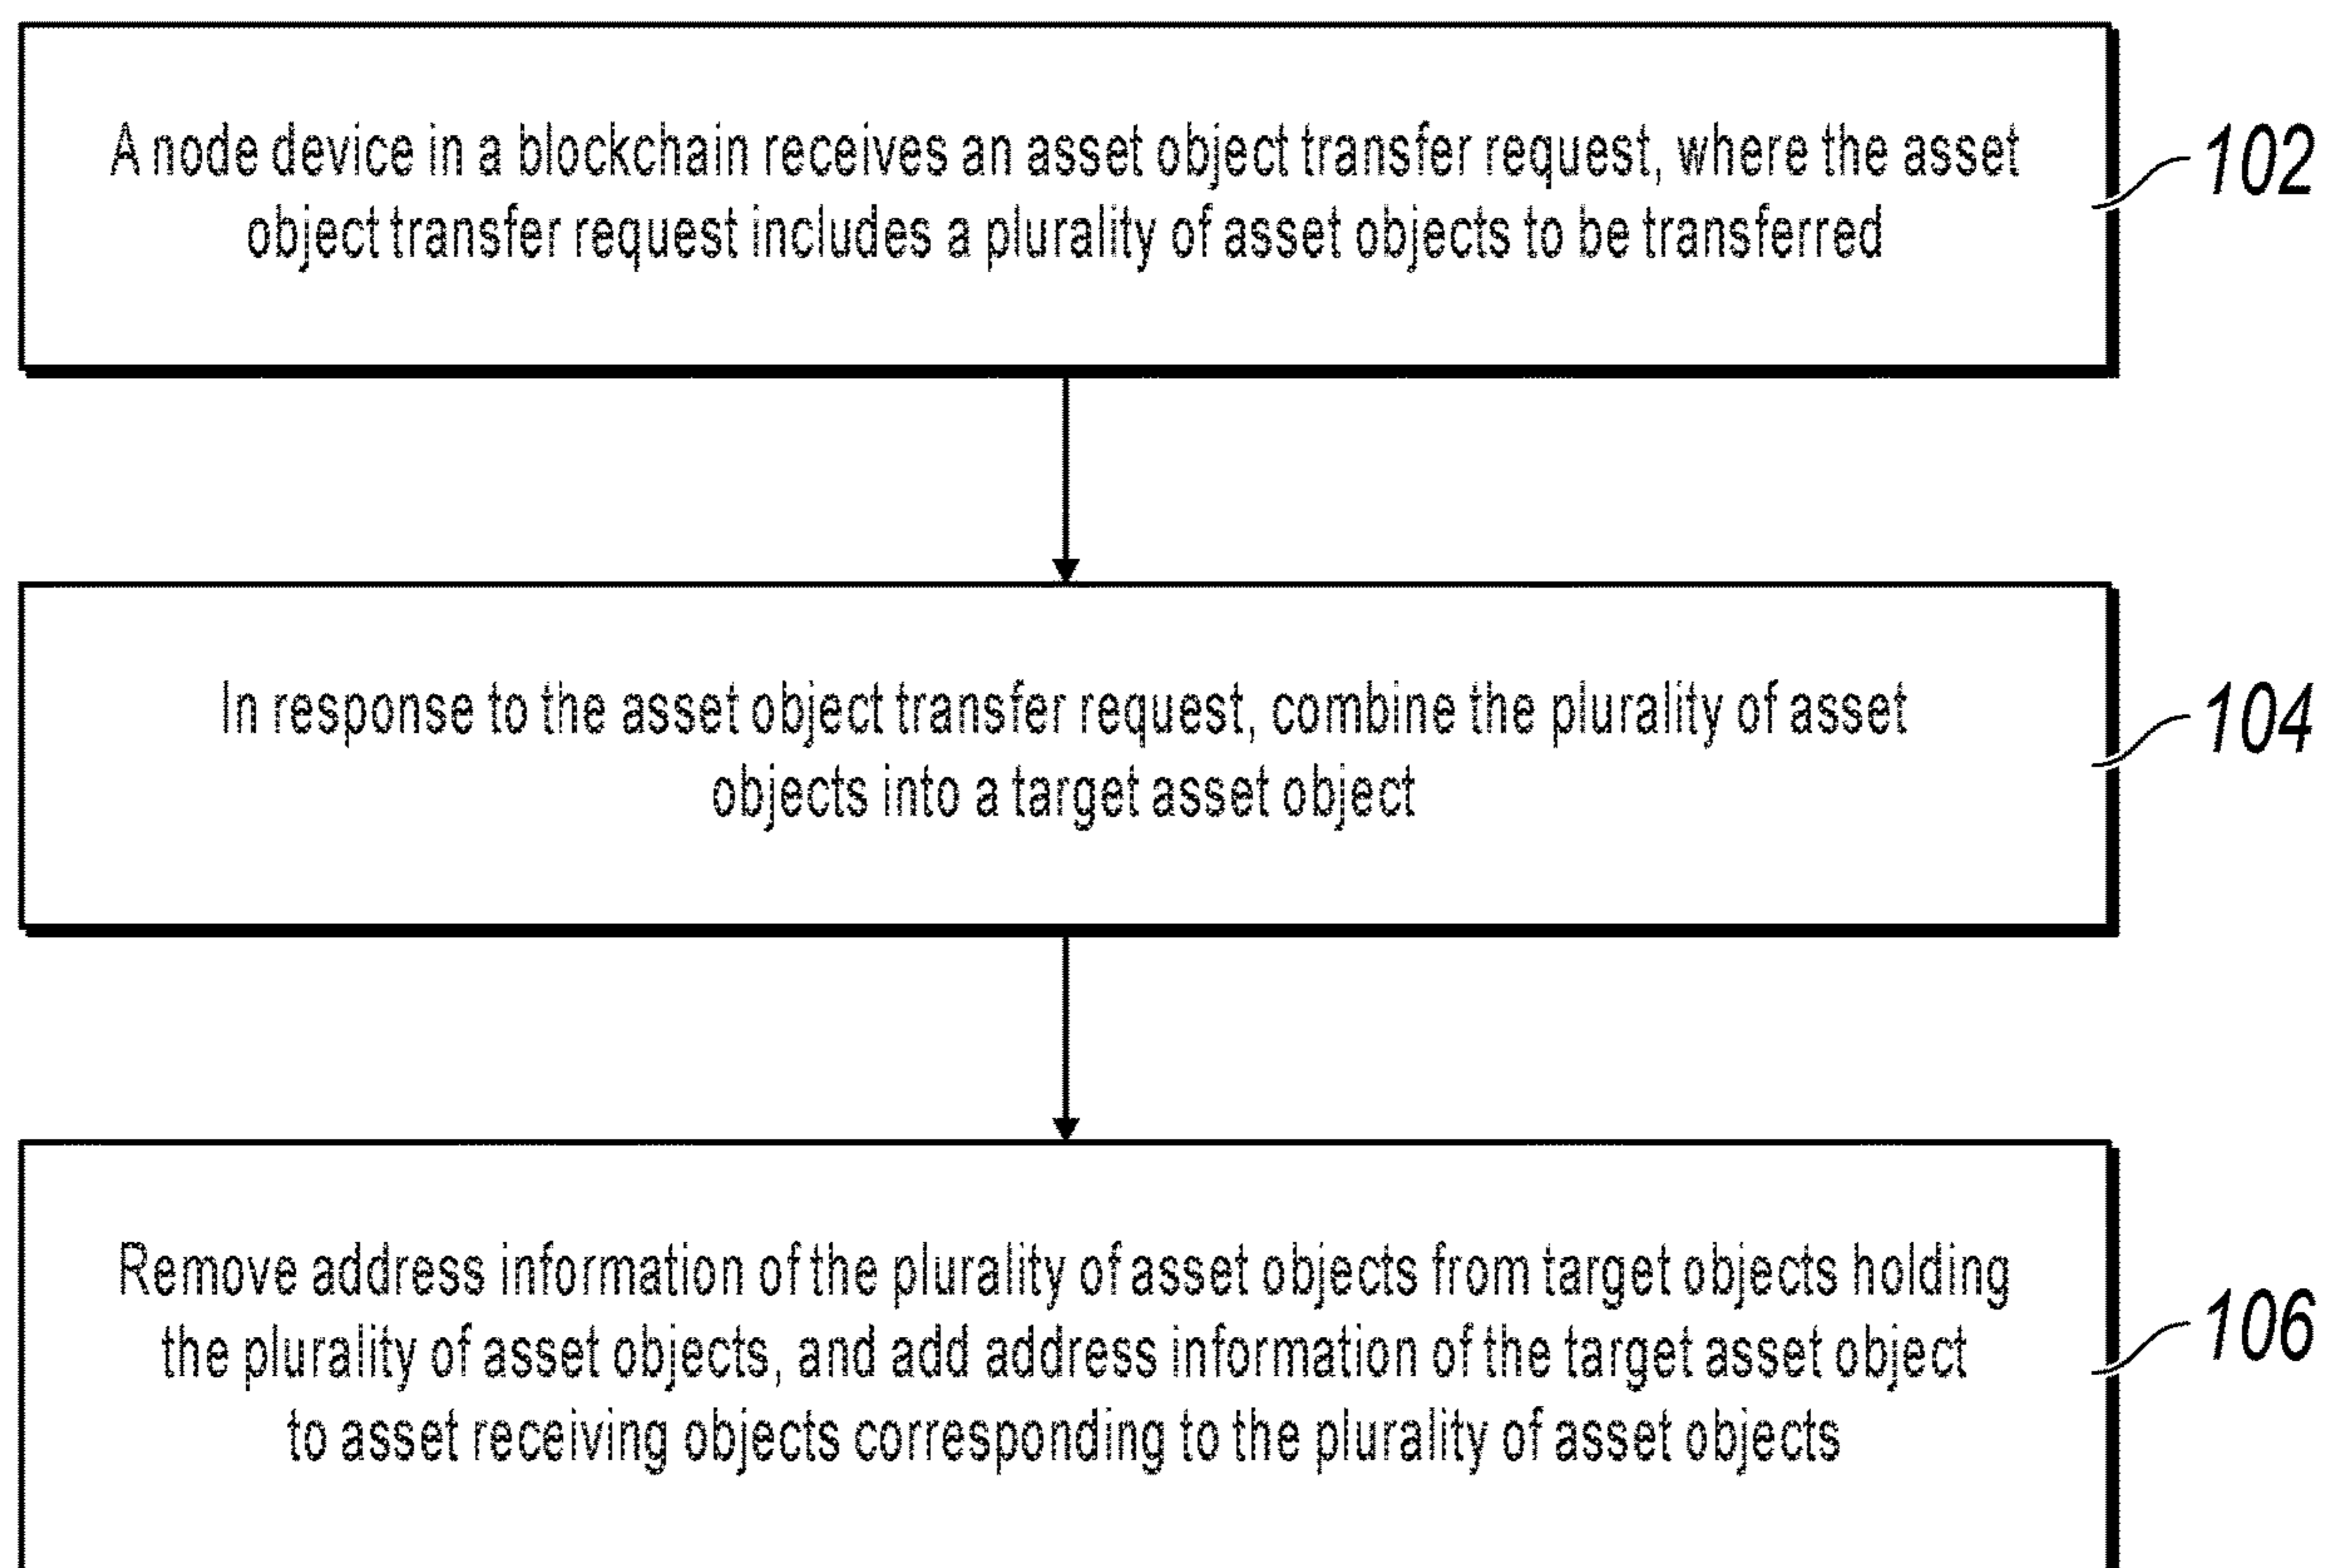 A node device in a blockchain receives an asset object transfer request, where the asset
object transfer request includes a plurality of asset objects to be transferred
102
In response to the asset object transfer request, combine the plurality of asset
objects into a target asset object
104
Remove address information of the plurality of asset objects from target objects holding
the plurality of asset objects, and add address information of the target asset object
to asset receiving objects corresponding to the plurality of asset objects
106